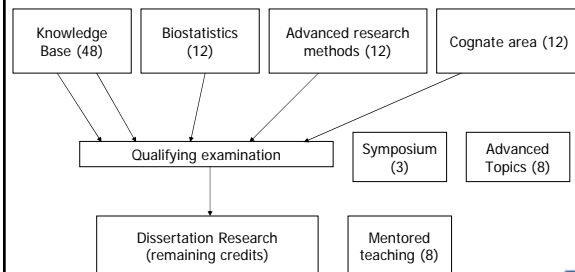 Knowledge
Base (48)
Biostatistics
(12)
Advanced research
methods (12)
Cognate area (12)
Qualifying examination
Symposium
(3)
Advanced
Topics (8)
Dissertation Research
(remaining credits)
Mentored
teaching (8)